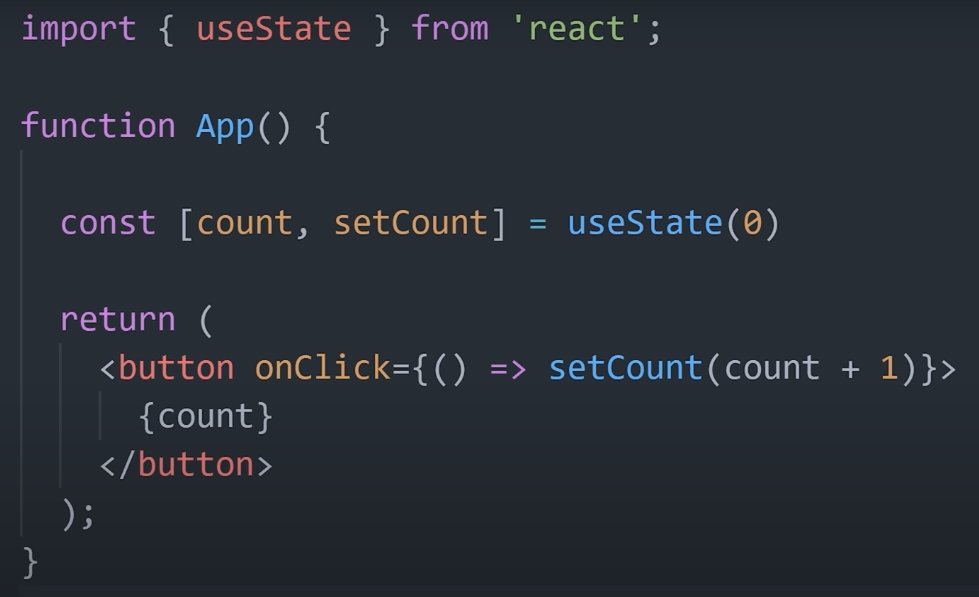 import { useState } from 'react';
function App() {
const [count, setCount] = useState(0)
return (
<button onClick={() => setCount(count + 1)}>
{count}
</button>
);
}